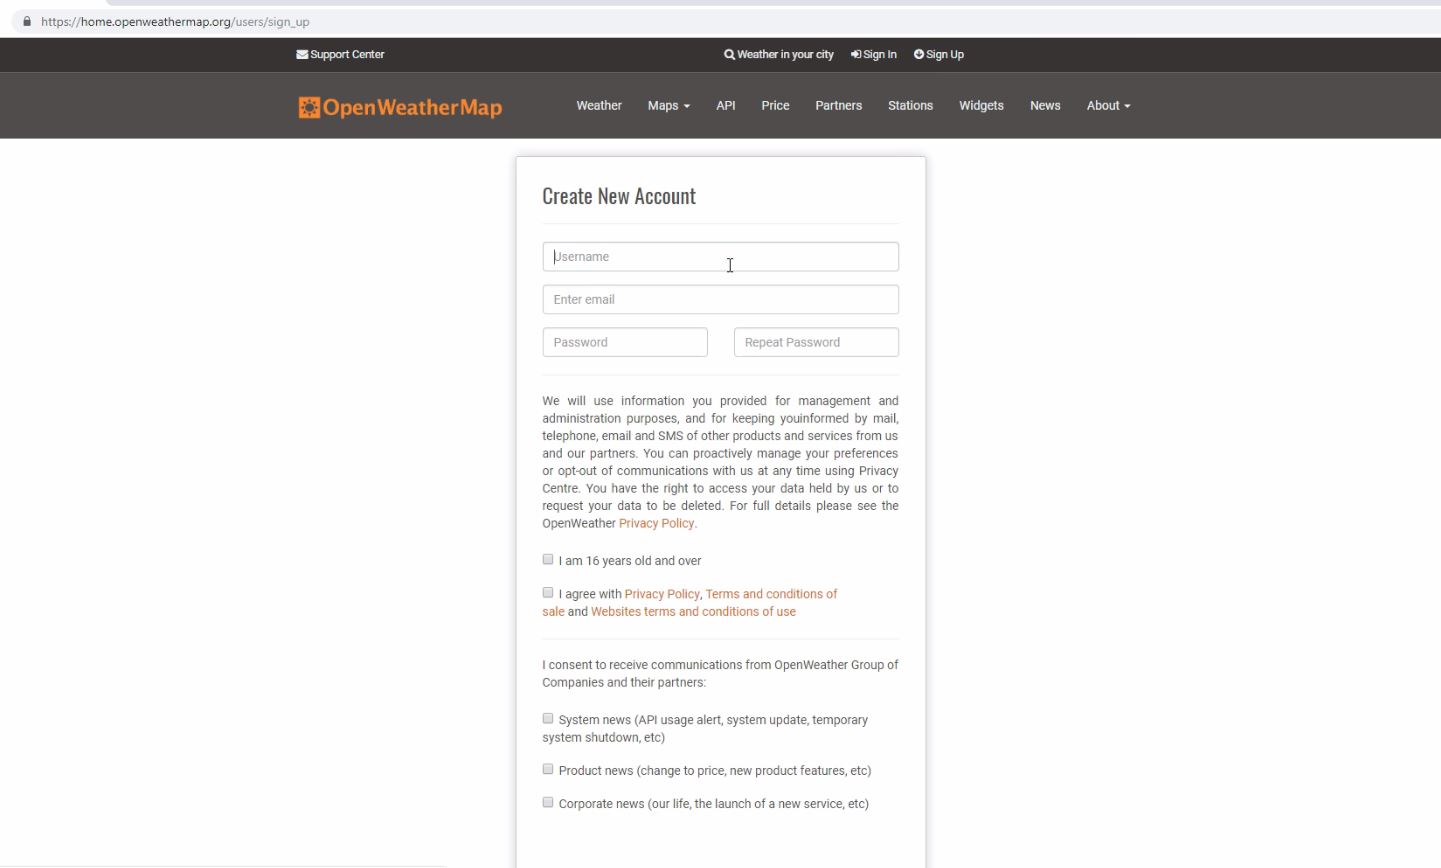 https://home.openweathermap.org/users/sign_up
Support Center
Weather in your city Sign In Sign Up
OpenWeatherMap
Weather Maps API Price Partners Stations Widgets News About
Create New Account
Username
Enter email
Password Repeat Password
We will use information you provided for management and
administration purposes, and for keeping youinformed by mail,
telephone, email and SMS of other products and services from us
and our partners. You can proactively manage your preferences
or opt-out of communications with us at any time using Privacy
Centre. You have the right to access your data held by us or to
request your data to be deleted. For full details please see the
OpenWeather Privacy Policy.
I am 16 years old and over
I agree with Privacy Policy, Terms and conditions of
sale and Websites terms and conditions of use
I consent to receive communications from OpenWeather Group of
Companies and their partners:
System news (API usage alert, system update, temporary
system shutdown, etc)
Product news (change to price, new product features, etc)
Corporate news (our life, the launch of a new service, etc)